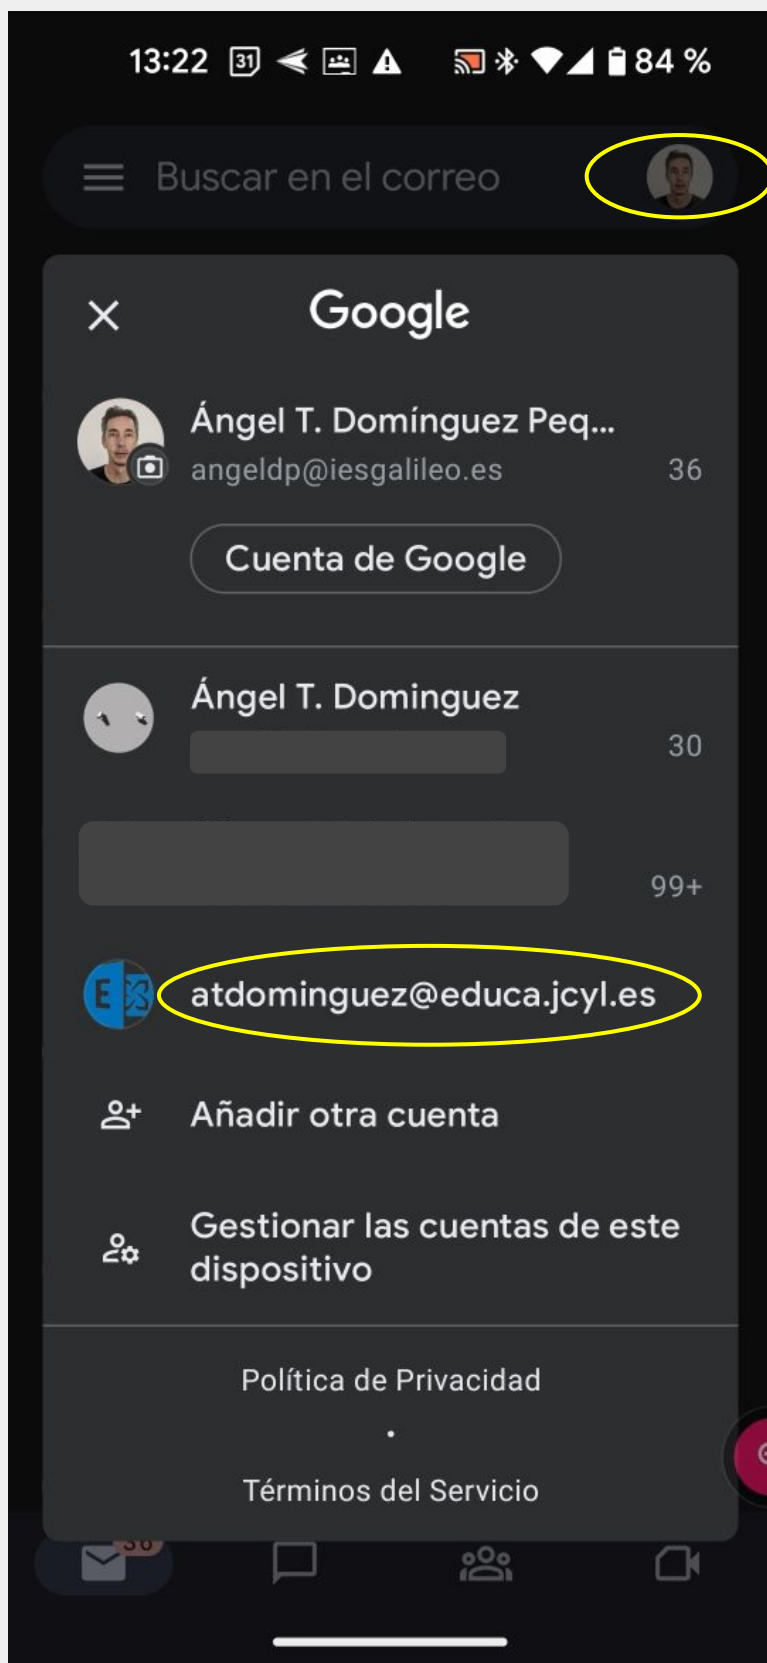 13:22 31 84 %
Buscar en el correo
Google
Ángel T. Domínguez Peq...
angeldp@iesgalileo.es 36
Cuenta de Google
Ángel T. Dominguez
30
99+
E atdominguez@educa.jcyl.es
Añadir otra cuenta
Gestionar las cuentas de este
dispositivo
Política de Privacidad
•
Términos del Servicio
36